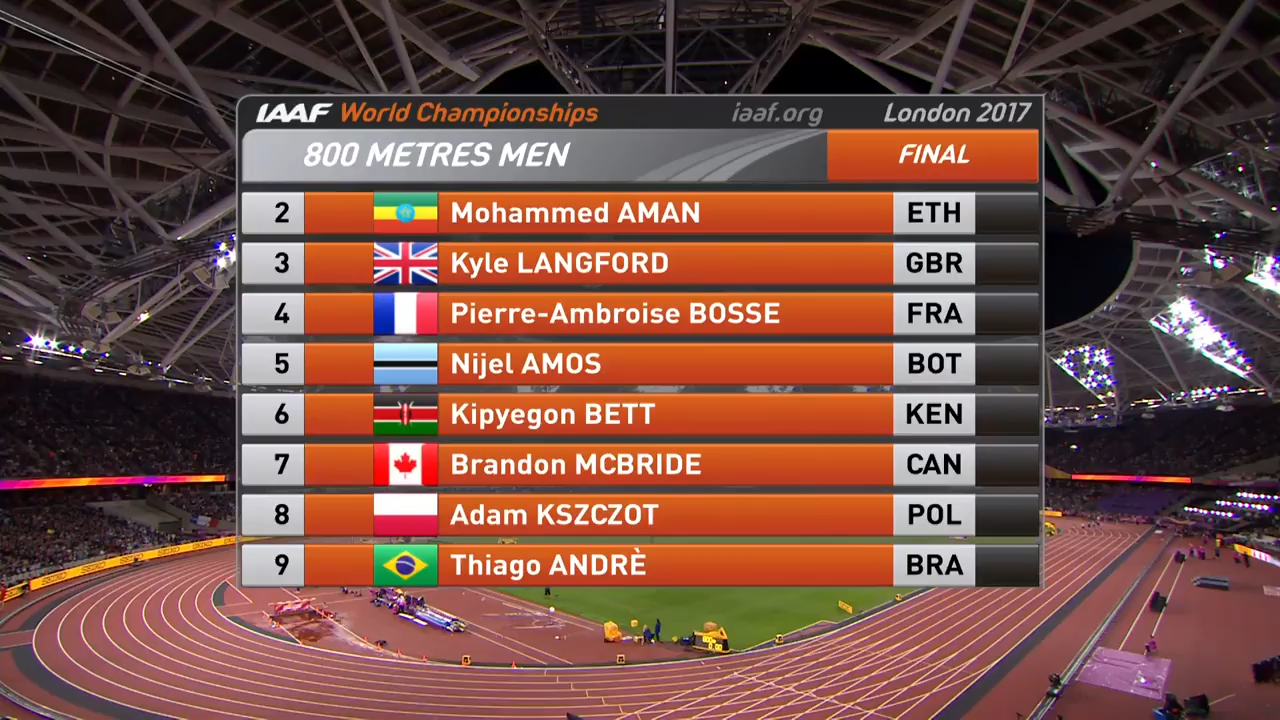 IAAF World Championships iaaf.org London 2017
800 METRES MEN FINAL
2 Mohammed AMAN ETH
3 Kyle LANGFORD GBR
4 Pierre-Ambroise BOSSE FRA
5 Nijel AMOS BOT
6 Kipyegon BETT KEN
7 Brandon MCBRIDE CAN
8 Adam KSZCZOT POL
9 Thiago ANDRÈ BRA
SEIKO